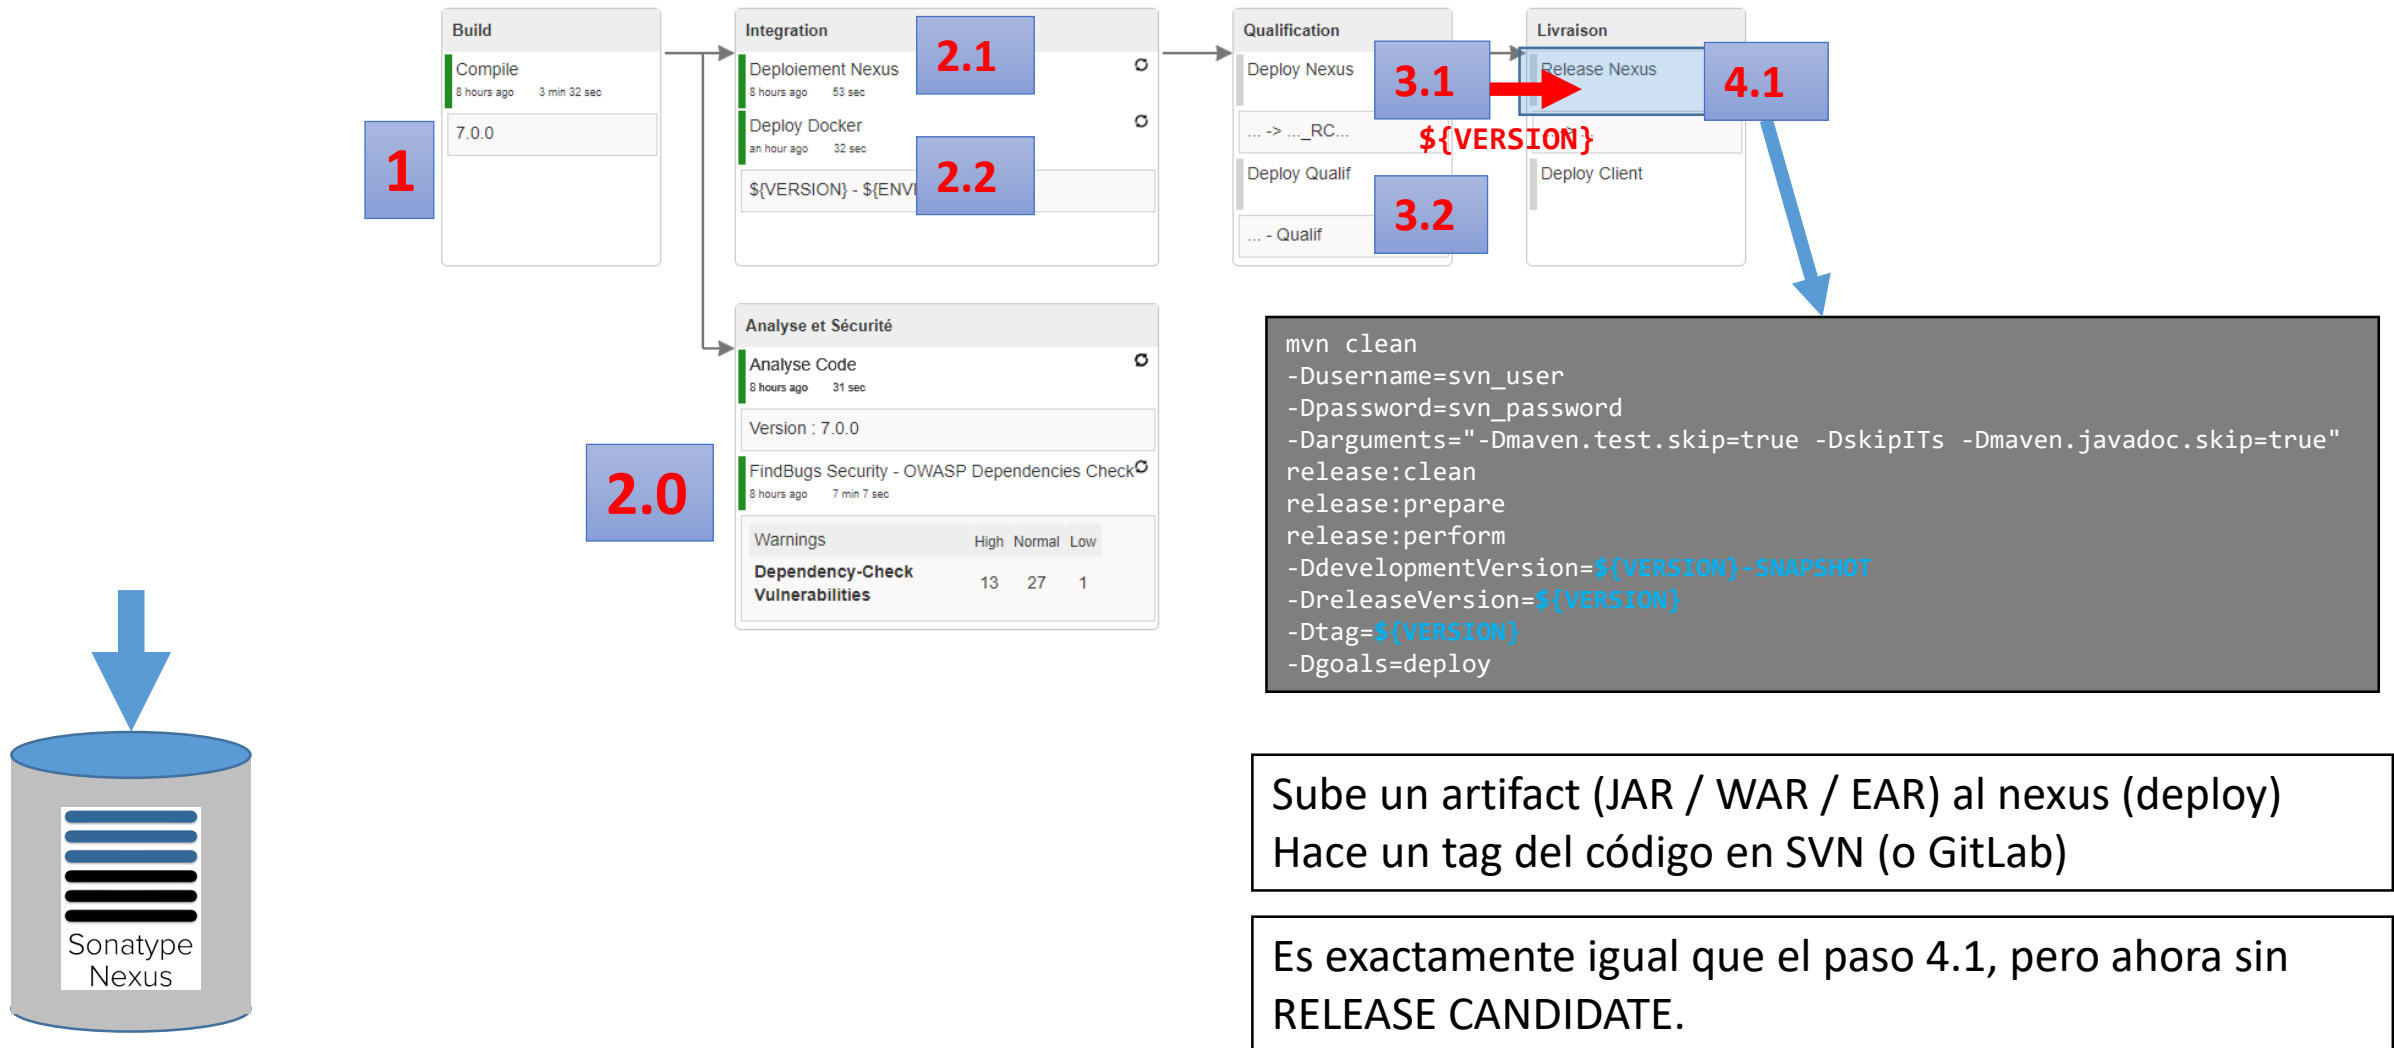 Build
Compile
8 hours ago 3 min 32 sec
7.0.0
1
Integration
2.1
Deploiement Nexus
8 hours ago 53 sec
Deploy Docker
an hour ago 32 sec
${VERSION} - ${ENVI
2.2
Qualification
Deploy Nexus
3.1
... -> ..._RC...
${VERSION}
Deploy Qualif
3.2
... - Qualif
Livraison
Release Nexus
4.1
Deploy Client
Analyse et Sécurité
Analyse Code
8 hours ago 31 sec
Version : 7.0.0
FindBugs Security - OWASP Dependencies Check
8 hours ago 7 min 7 sec
2.0
Warnings High Normal Low
Dependency-Check
Vulnerabilities 13 27 1
mvn clean
-Dusername=svn_user
-Dpassword=svn_password
-Darguments="-Dmaven.test.skip=true -DskipITs -Dmaven.javadoc.skip=true"
release:clean
release:prepare
release:perform
-DdevelopmentVersion=${VERSION}-SNAPSHOT
-DreleaseVersion=${VERSION}
-Dtag=${VERSION}
-Dgoals=deploy
Sonatype
Nexus
Sube un artifact (JAR / WAR / EAR) al nexus (deploy)
Hace un tag del código en SVN (o GitLab)
Es exactamente igual que el paso 4.1, pero ahora sin
RELEASE CANDIDATE.